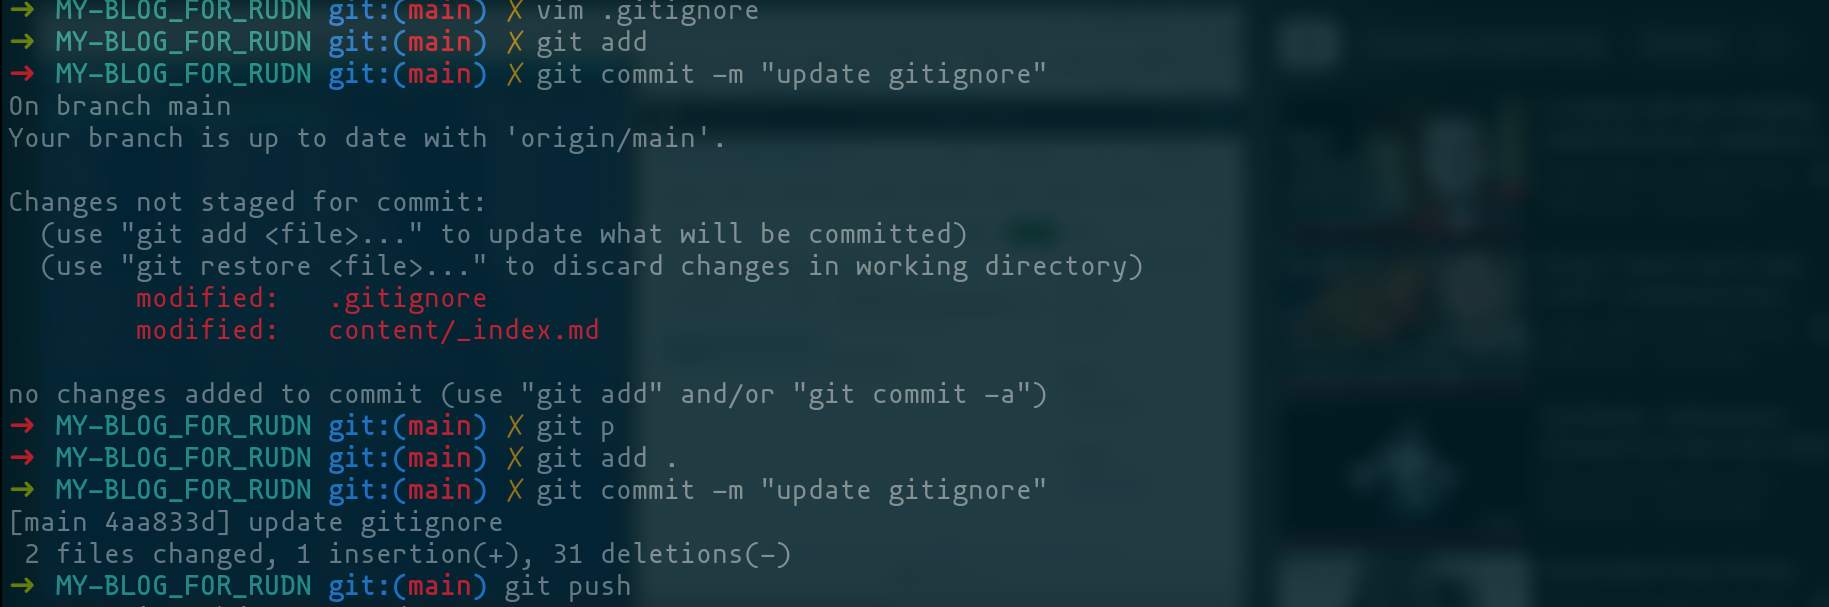 → MY-BLOG_FOR_RUDN git:(main) ✗ vim .gitignore
→ MY-BLOG_FOR_RUDN git:(main) ✗ git add
→ MY-BLOG_FOR_RUDN git:(main) ✗ git commit -m "update gitignore"
On branch main
Your branch is up to date with 'origin/main'.
Changes not staged for commit:
(use "git add <file>..." to update what will be committed)
(use "git restore <file>..." to discard changes in working directory)
modified: .gitignore
modified: content/_index.md
no changes added to commit (use "git add" and/or "git commit -a")
→ MY-BLOG_FOR_RUDN git:(main) ✗ git p
→ MY-BLOG_FOR_RUDN git:(main) ✗ git add .
→ MY-BLOG_FOR_RUDN git:(main) ✗ git commit -m "update gitignore"
[main 4aa833d] update gitignore
2 files changed, 1 insertion(+), 31 deletions(-)
→ MY-BLOG_FOR_RUDN git:(main) git push